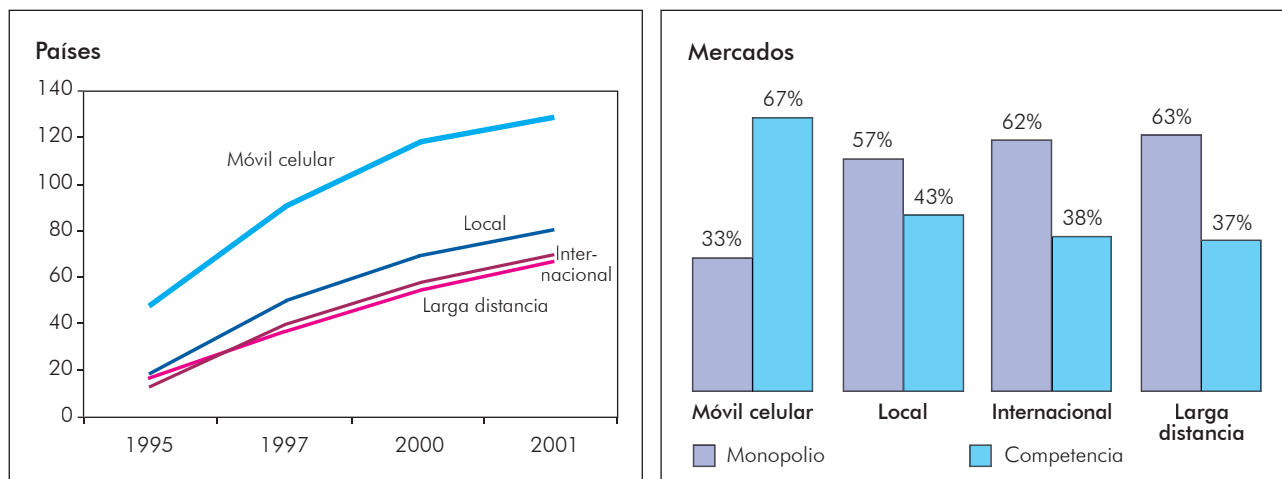 Países
140
120
100
80
60
40
20
0
Móvil celular
Local
Inter-
nacional
Larga distancia
1995 1997 2000 2001
Mercados
33% 67% 57% 43% 62% 38% 63% 37%
Móvil celular Local Internacional Larga
distancia
Monopolio Competencia